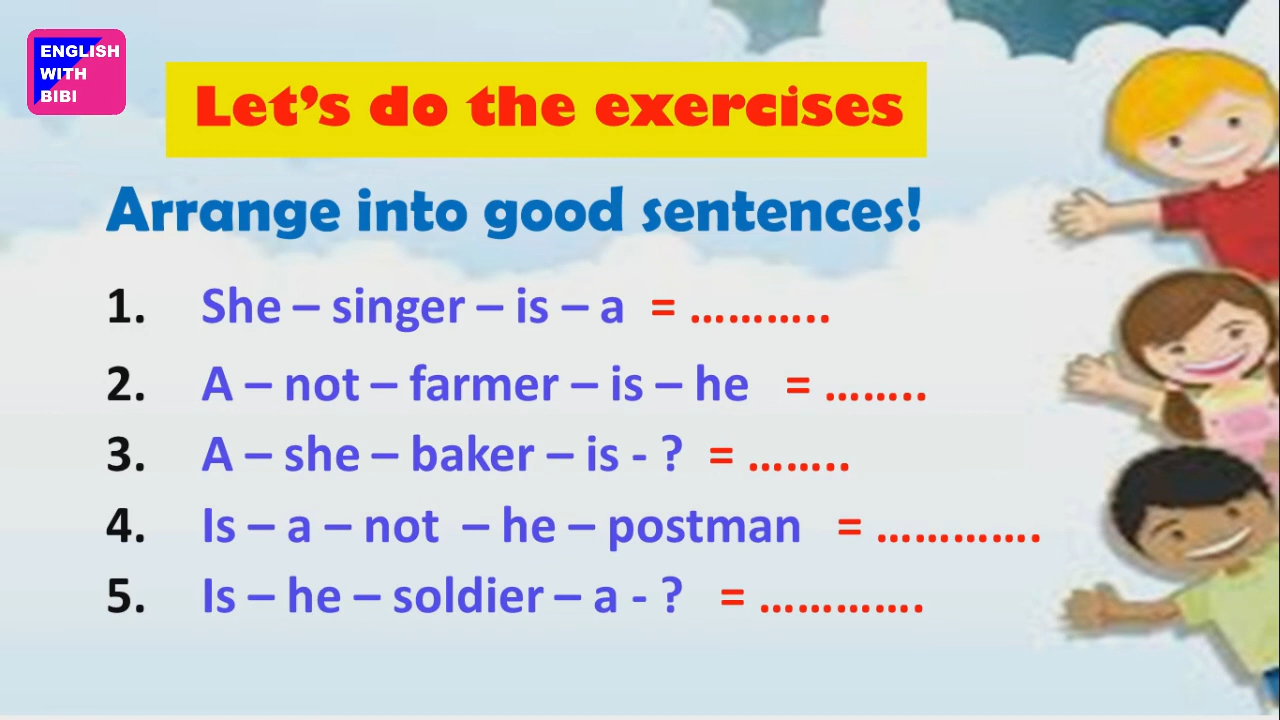 ENGLISH
WITH
BIBI
Let's do the exercises
Arrange into good sentences!
1. She – singer – is – a = ………..
2. A – not – farmer – is – he = ……..
3. A – she – baker – is - ? = ……..
4. Is – a – not – he – postman = ………….
5. Is – he – soldier – a - ? = ………….